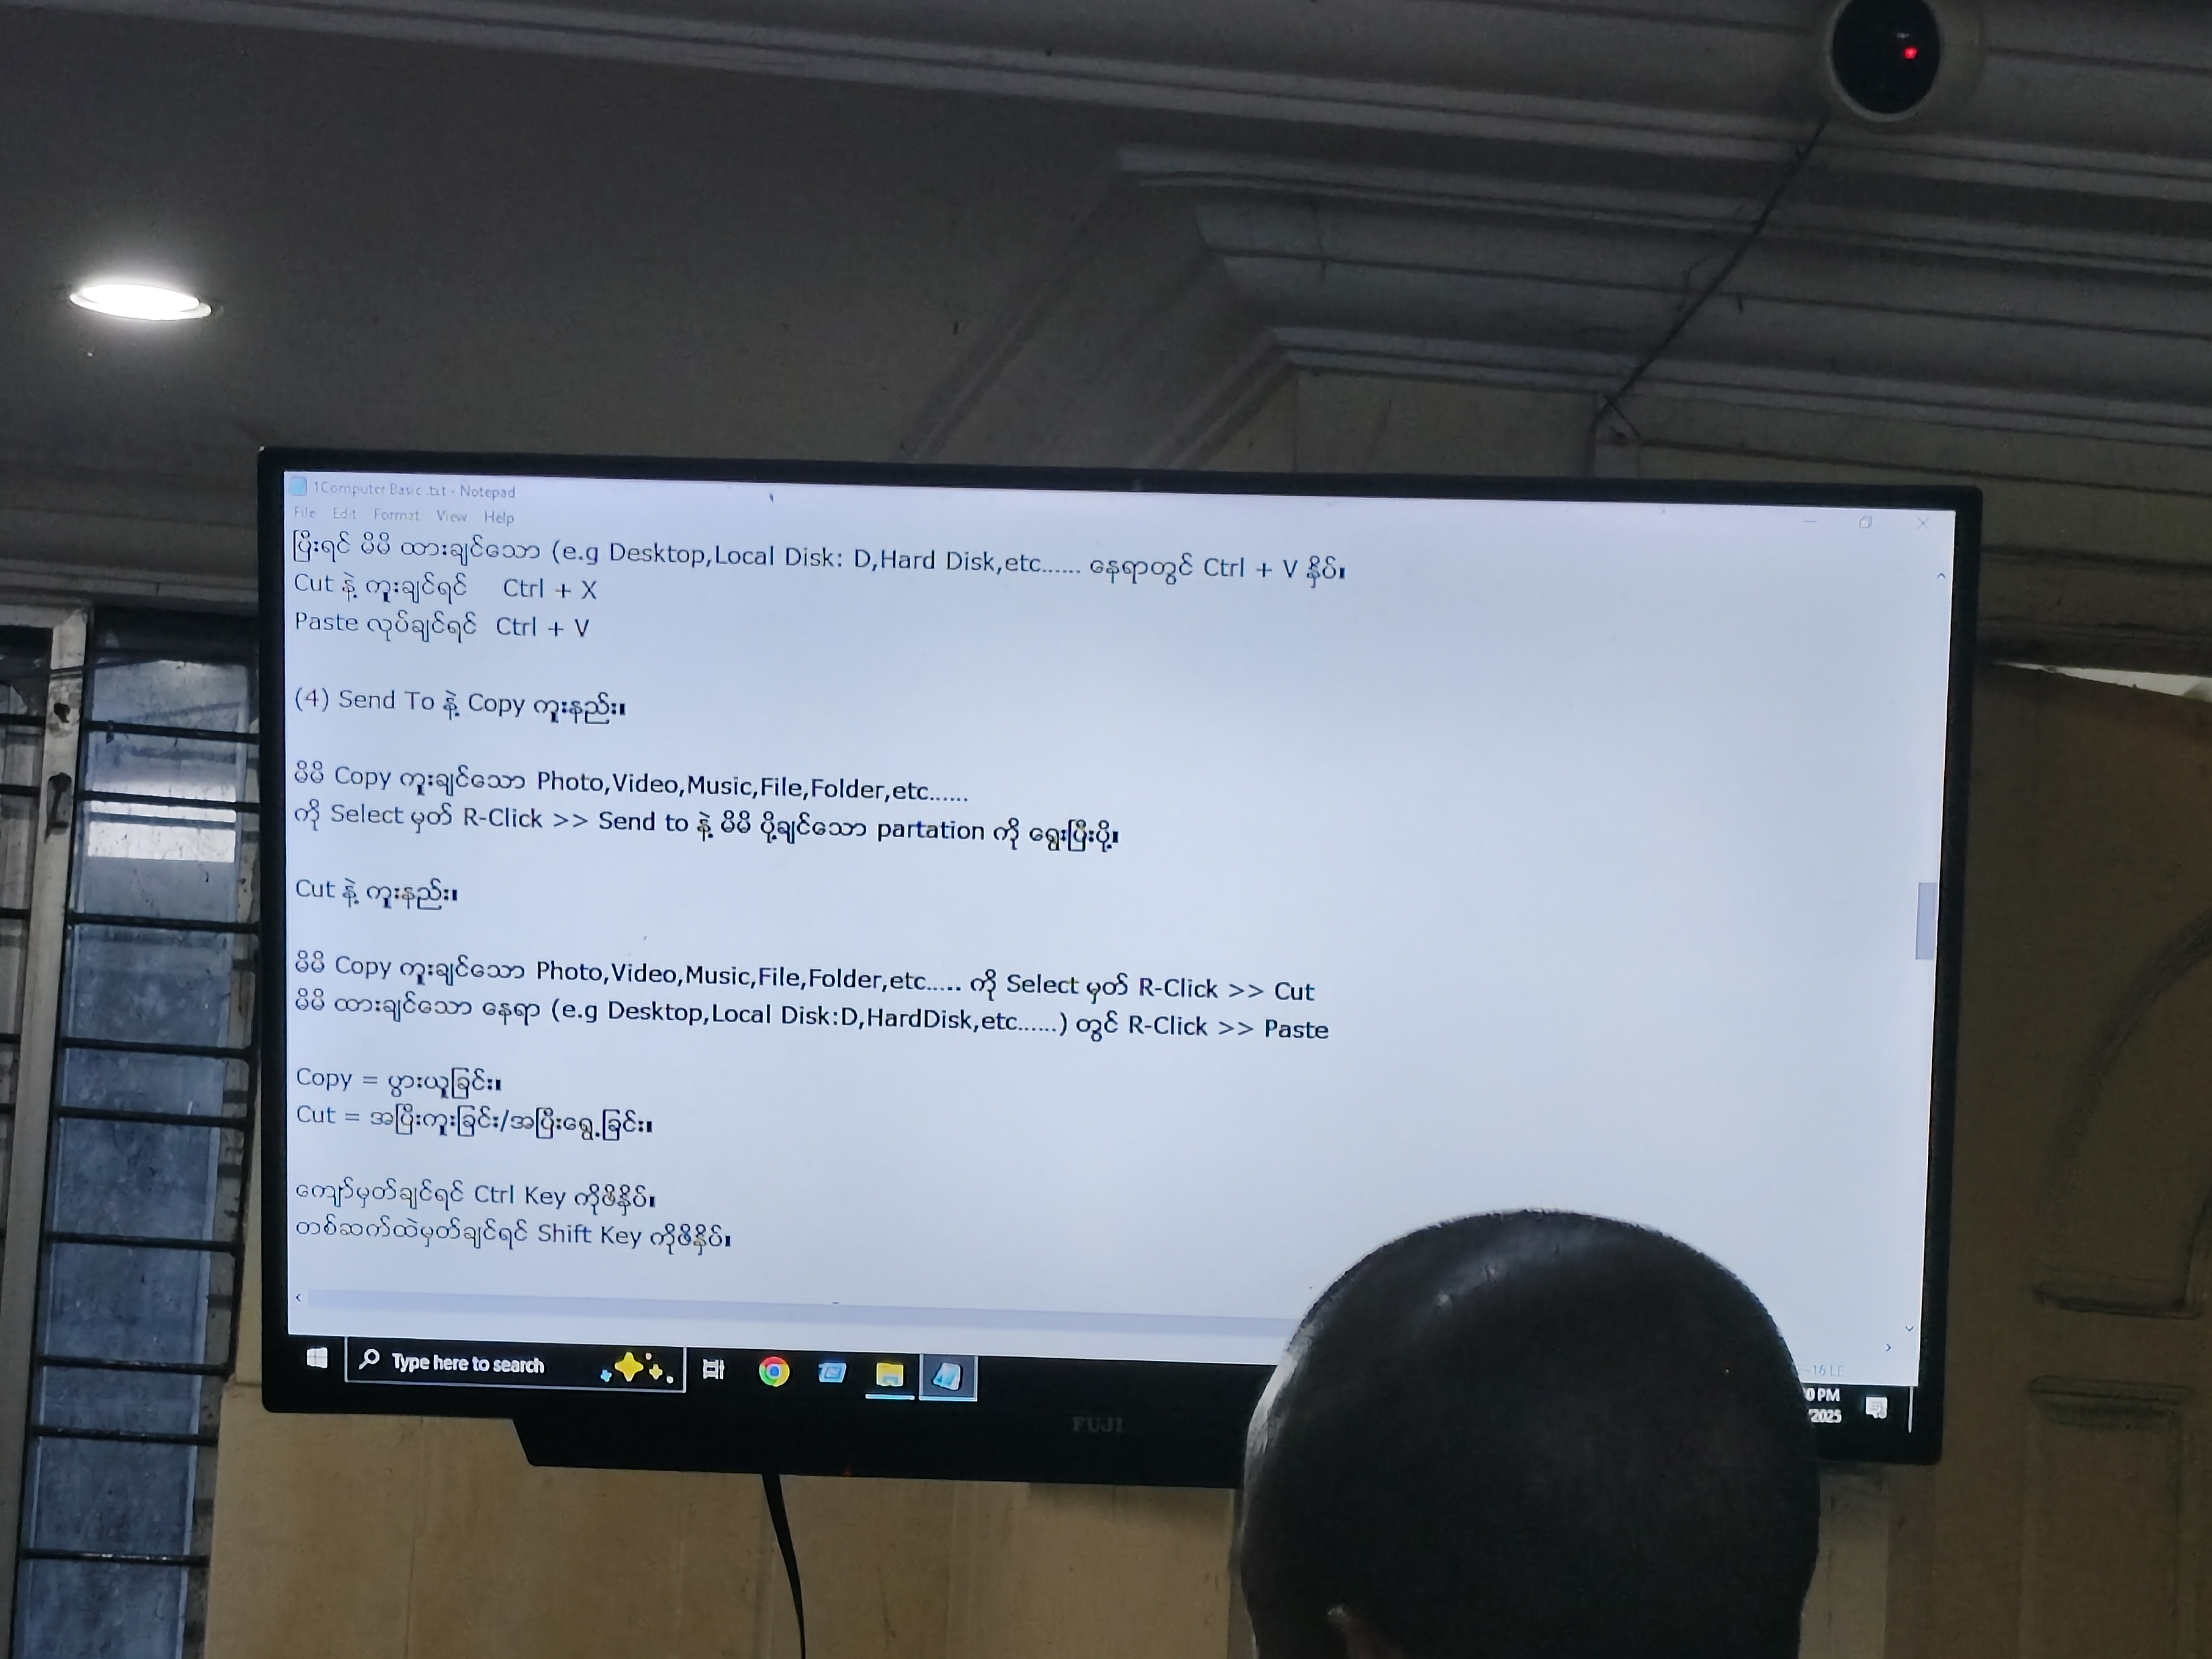 1Computer Basic .txt - Notepad
File Edit Format View Help
ပြီးရင် မိမိ ထားချင်သော (e.g Desktop,Local Disk: D,Hard Disk,etc...... နေရာတွင် Ctrl + V နှိပ်။
Cut နဲ့ ကူးချင်ရင် Ctrl + X
Paste လုပ်ချင်ရင် Ctrl + V
(4) Send To နဲ့ Copy ကူးနည်း။
မိမိ Copy ကူးချင်သော Photo,Video,Music,File,Folder,etc......
ကို Select မှတ် R-Click >> Send to နဲ့ မိမိ ပို့ချင်သော partation ကို ရွေးပြီးပို့။
Cut နဲ့ ကူးနည်း။
မိမိ Copy ကူးချင်သော Photo,Video,Music,File,Folder,etc..... ကို Select မှတ် R-Click >> Cut
မိမိ ထားချင်သော နေရာ (e.g Desktop,Local Disk:D,HardDisk,etc......) တွင် R-Click >> Paste
Copy = ပွားယူခြင်း။
Cut = အပြီးကူးခြင်း/အပြီးရွှေ့ခြင်း။
ကျော်မှတ်ချင်ရင် Ctrl Key ကိုဖိနှိပ်။
တစ်ဆက်ထဲမှတ်ချင်ရင် Shift Key ကိုဖိနှိပ်။
Type here to search
0 PM
/2025
FUJI